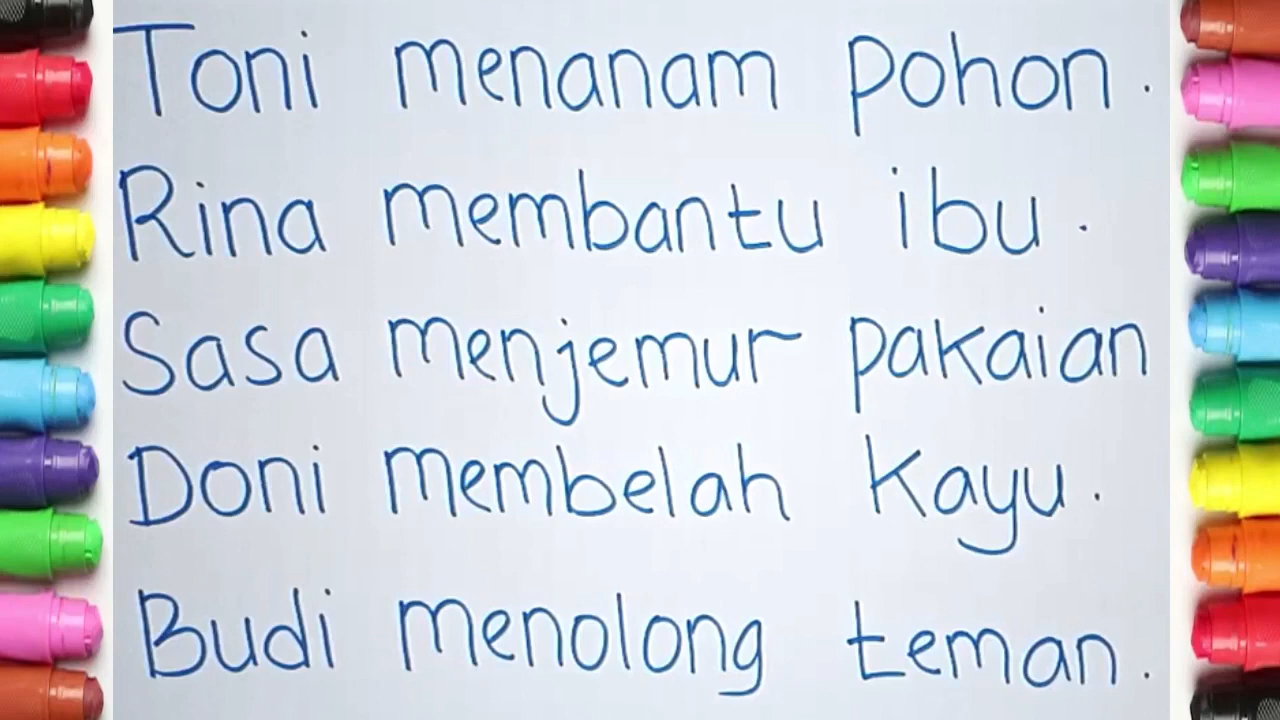 Toni menanam pohon.
Rina membantu ibu.
Sasa menjemur pakaian
Doni membelah kayu.
Budi menolong teman.